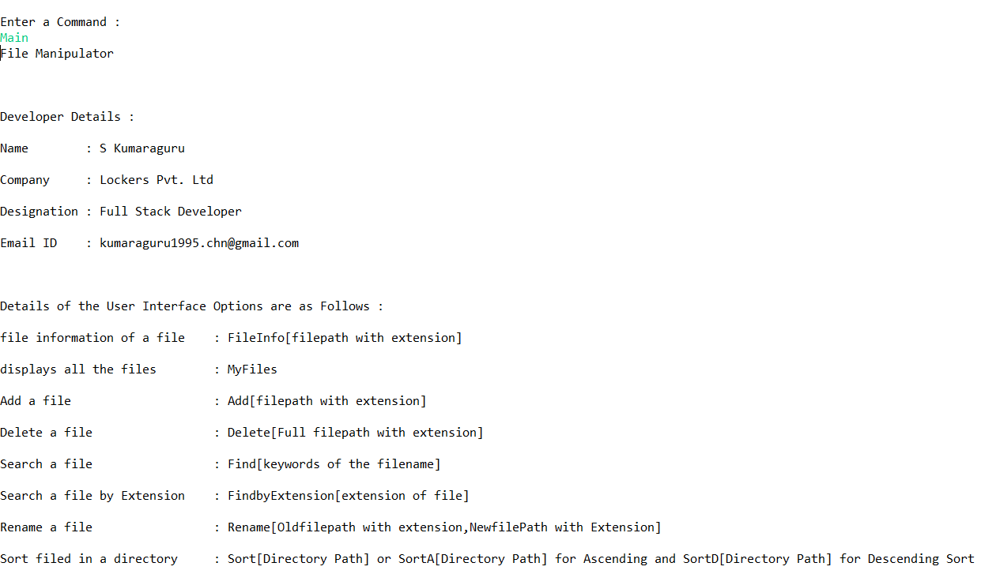 Enter a Command :
Main
File Manipulator
Developer Details :
Name        : S Kumaraguru
Company     : Lockers Pvt. Ltd
Designation : Full Stack Developer
Email ID    : kumaraguru1995.chn@gmail.com
Details of the User Interface Options are as Follows :
file information of a file    : FileInfo[filepath with extension]
displays all the files        : MyFiles
Add a file                    : Add[filepath with extension]
Delete a file                 : Delete[Full filepath with extension]
Search a file                 : Find[keywords of the filename]
Search a file by Extension    : FindbyExtension[extension of file]
Rename a file                 : Rename[Oldfilepath with extension,NewfilePath with Extension]
Sort filed in a directory     : Sort[Directory Path] or SortA[Directory Path] for Ascending and SortD[Directory Path] for Descending Sort